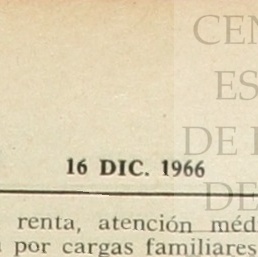 CEN
ES
DE
DE
16 DIC. 1966
renta, atención méd
por cargas familiares